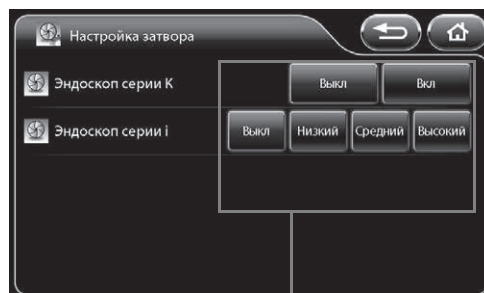 Настройка затвора
Эндоскоп серии K Выкл Вкл
Эндоскоп серии i Выкл Низкий Средний Высокий